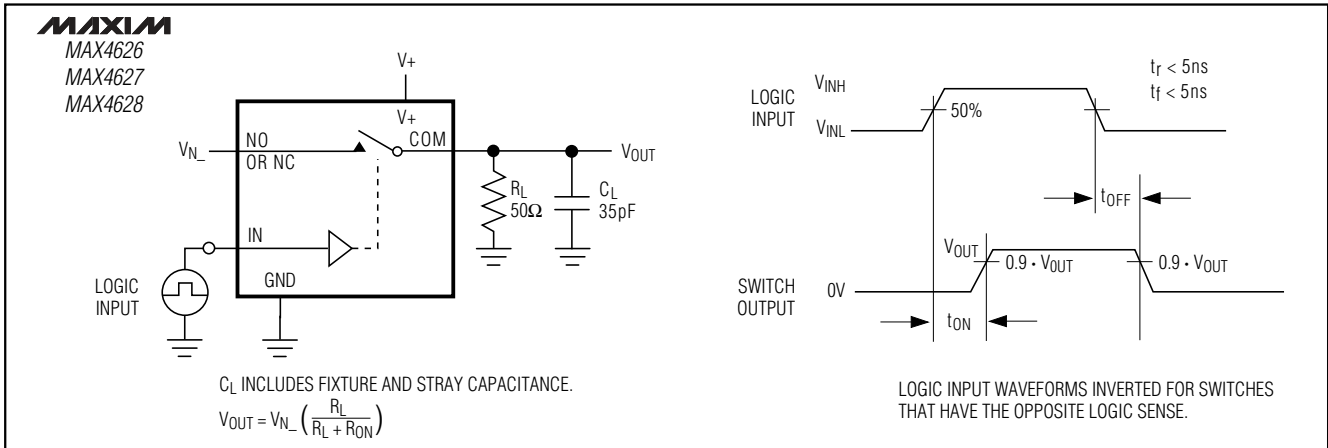 MAXIM
MAX4626
MAX4627
MAX4628
V+
V+
V_N_
NO
OR NC
COM
V_OUT
R_L
50Ω
C_L
35pF
IN
GND
LOGIC
INPUT
C_L INCLUDES FIXTURE AND STRAY CAPACITANCE.
V_OUT = V_N_ (R_L / (R_L + R_ON))
t_r < 5ns
t_f < 5ns
LOGIC
INPUT
V_INH
50%
V_INL
t_OFF
SWITCH
OUTPUT
V_OUT
0.9 · V_OUT
0.9 · V_OUT
0V
t_ON
LOGIC INPUT WAVEFORMS INVERTED FOR SWITCHES
THAT HAVE THE OPPOSITE LOGIC SENSE.